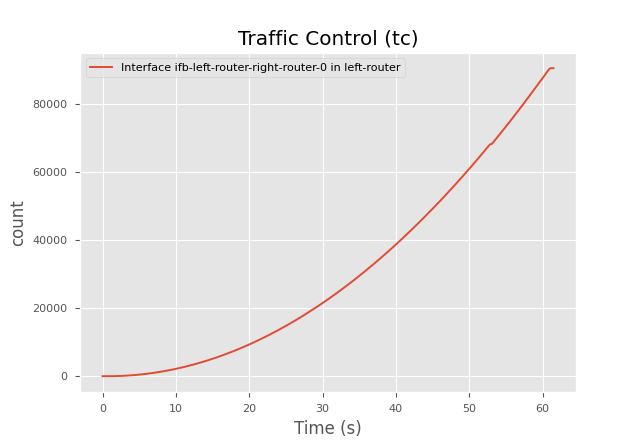 Traffic Control (tc)
Interface ifb-left-router-right-router-0 in left-router
80000
60000
40000
20000
0
count
0 10 20 30 40 50 60
Time (s)